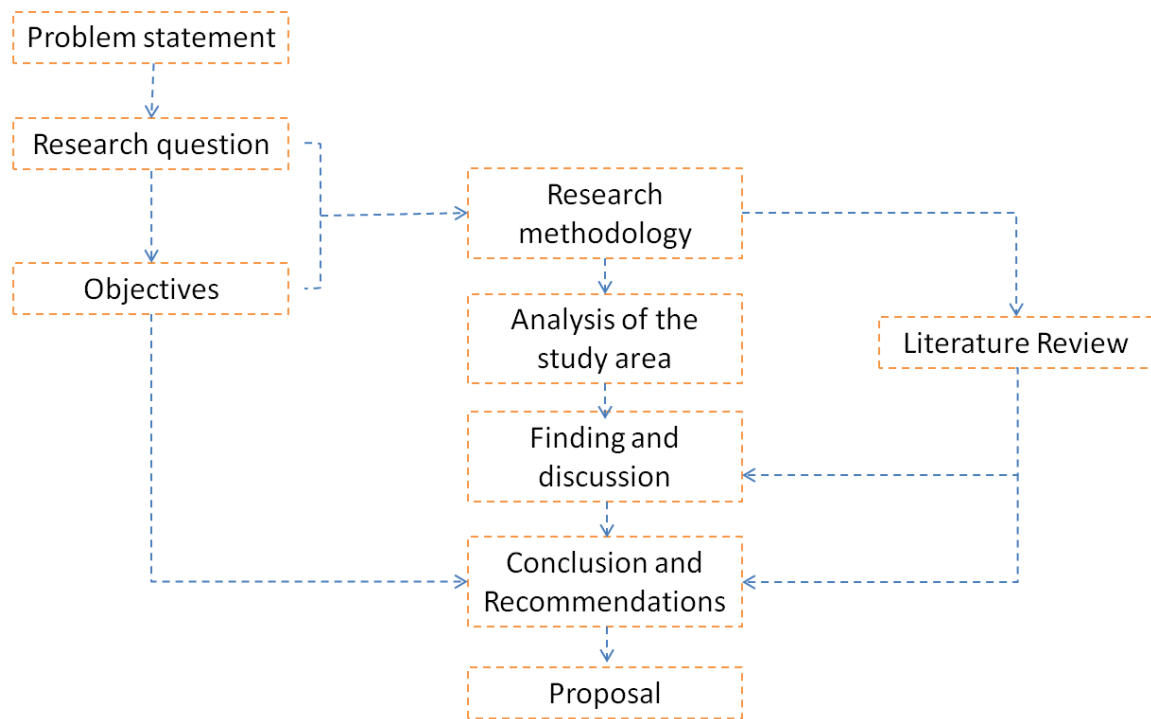 Problem statement
Research question
Objectives
Research
methodology
Analysis of the
study area
Literature Review
Finding and
discussion
Conclusion and
Recommendations
Proposal